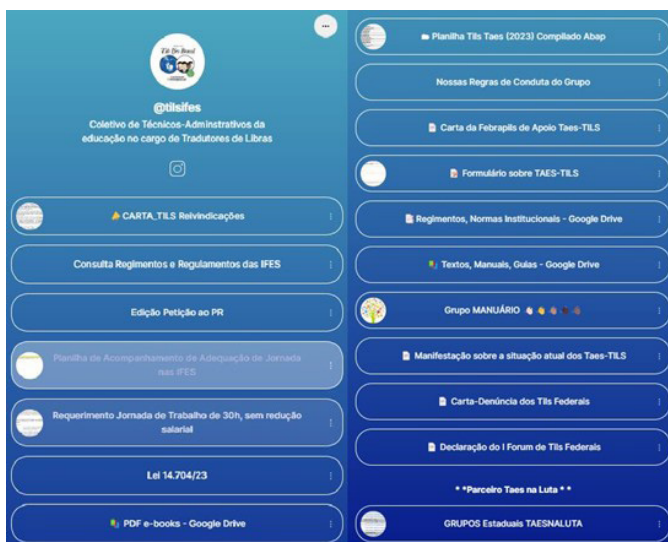 Tils Do Brasil
@tilsifes
Coletivo de Técnicos-Adminstrativos da
educação no cargo de Tradutores de Libras
CARTA_TILS Reivindicações
Consulta Regimentos e Regulamentos das IFES
Edição Petição ao PR
Planilha de Acompanhamento de Adequação de Jornada
nas IFES
Requerimento Jornada de Trabalho de 30h, sem redução
salarial
Lei 14.704/23
PDF e-books - Google Drive
Planilha Tils Taes (2023) Compilado Abap
Nossas Regras de Conduta do Grupo
Carta da Febrapils de Apoio Taes-TILS
Formulário sobre TAES-TILS
Regimentos, Normas Institucionais - Google Drive
Textos, Manuais, Guias - Google Drive
Grupo MANUÁRIO
Manifestação sobre a situação atual dos Taes-TILS
Carta-Denúncia dos Tils Federais
Declaração do I Forum de Tils Federais
* *Parceiro Taes na Luta * *
GRUPOS Estaduais TAESNALUTA